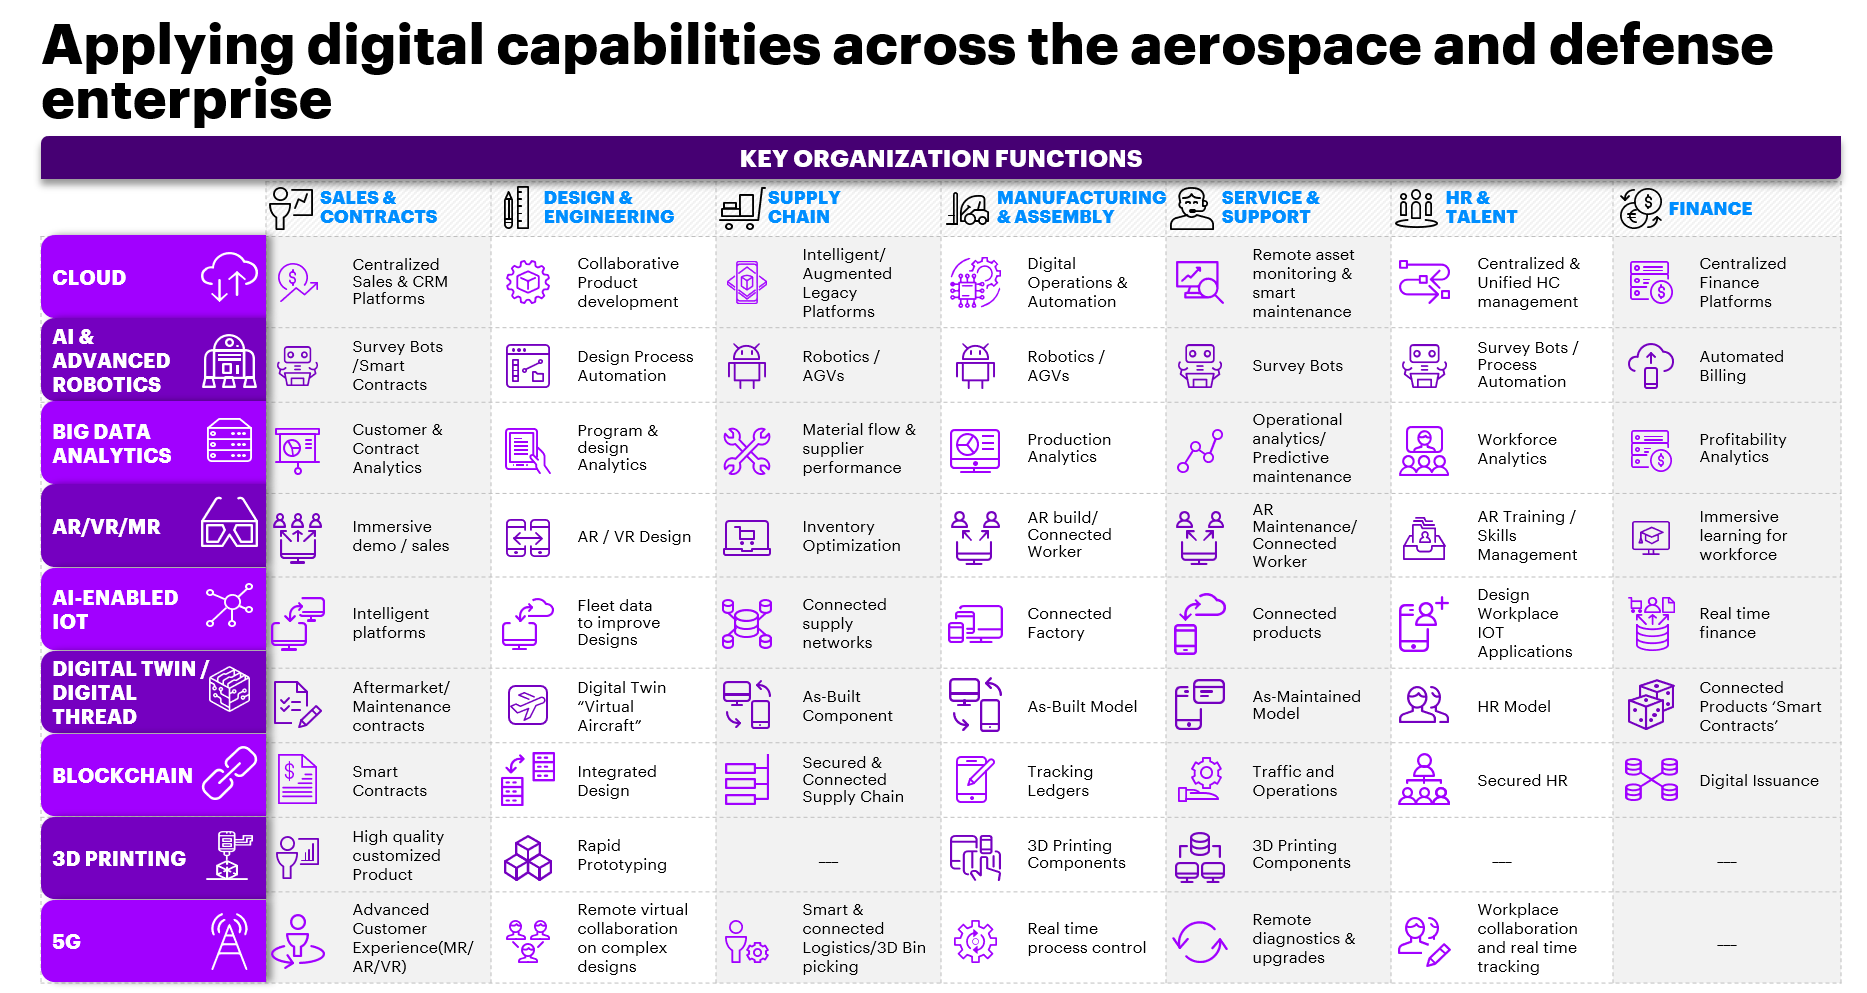 Applying digital capabilities across the aerospace and defense
enterprise
KEY ORGANIZATION FUNCTIONS
SALES &
CONTRACTS
DESIGN &
ENGINEERING
SUPPLY
CHAIN
MANUFACTURING
& ASSEMBLY
SERVICE &
SUPPORT
HR &
TALENT
FINANCE
CLOUD
Centralized
Sales & CRM
Platforms
Collaborative
Product
development
Intelligent/
Augmented
Legacy
Platforms
Digital
Operations &
Automation
Remote asset
monitoring &
smart
maintenance
Centralized &
Unified HC
management
Centralized
Finance
Platforms
AI &
ADVANCED
ROBOTICS
Survey Bots
/Smart
Contracts
Design Process
Automation
Robotics /
AGVs
Robotics /
AGVs
Survey Bots
Survey Bots /
Process
Automation
Automated
Billing
BIG DATA
ANALYTICS
Customer &
Contract
Analytics
Program &
design
Analytics
Material flow &
supplier
performance
Production
Analytics
Operational
analytics/
Predictive
maintenance
Workforce
Analytics
Profitability
Analytics
AR/VR/MR
Immersive
demo / sales
AR / VR Design
Inventory
Optimization
AR build/
Connected
Worker
AR
Maintenance/
Connected
Worker
AR Training /
Skills
Management
Immersive
learning for
workforce
AI-ENABLED
IOT
Intelligent
platforms
Fleet data
to improve
Designs
Connected
supply
networks
Connected
Factory
Connected
products
Design
Workplace
IOT
Applications
Real time
finance
DIGITAL TWIN /
DIGITAL
THREAD
Aftermarket/
Maintenance
contracts
Digital Twin
“Virtual
Aircraft”
As-Built
Component
As-Built Model
As-Maintained
Model
HR Model
Connected
Products ‘Smart
Contracts’
BLOCKCHAIN
Smart
Contracts
Integrated
Design
Secured &
Connected
Supply Chain
Tracking
Ledgers
Traffic and
Operations
Secured HR
Digital Issuance
3D PRINTING
High quality
customized
Product
Rapid
Prototyping
---
3D Printing
Components
3D Printing
Components
---
---
5G
Advanced
Customer
Experience(MR/
AR/VR)
Remote virtual
collaboration
on complex
designs
Smart &
connected
Logistics/3D Bin
picking
Real time
process control
Remote
diagnostics &
upgrades
Workplace
collaboration
and real time
tracking
---